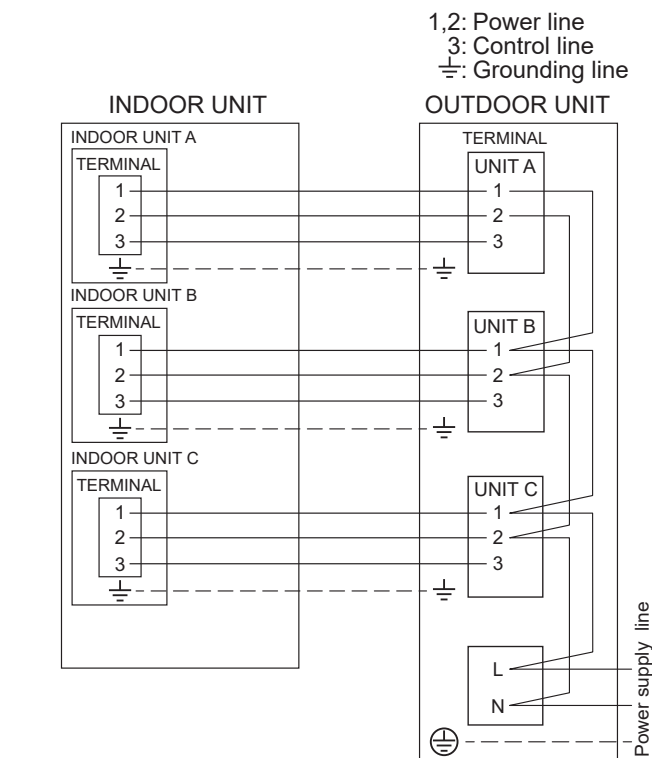 1,2: Power line
3: Control line
⏚: Grounding line
INDOOR UNIT
OUTDOOR UNIT
INDOOR UNIT A
TERMINAL
1
2
3
TERMINAL
UNIT A
1
2
3
INDOOR UNIT B
TERMINAL
1
2
3
UNIT B
1
2
3
INDOOR UNIT C
TERMINAL
1
2
3
UNIT C
1
2
3
L
N
Power supply line